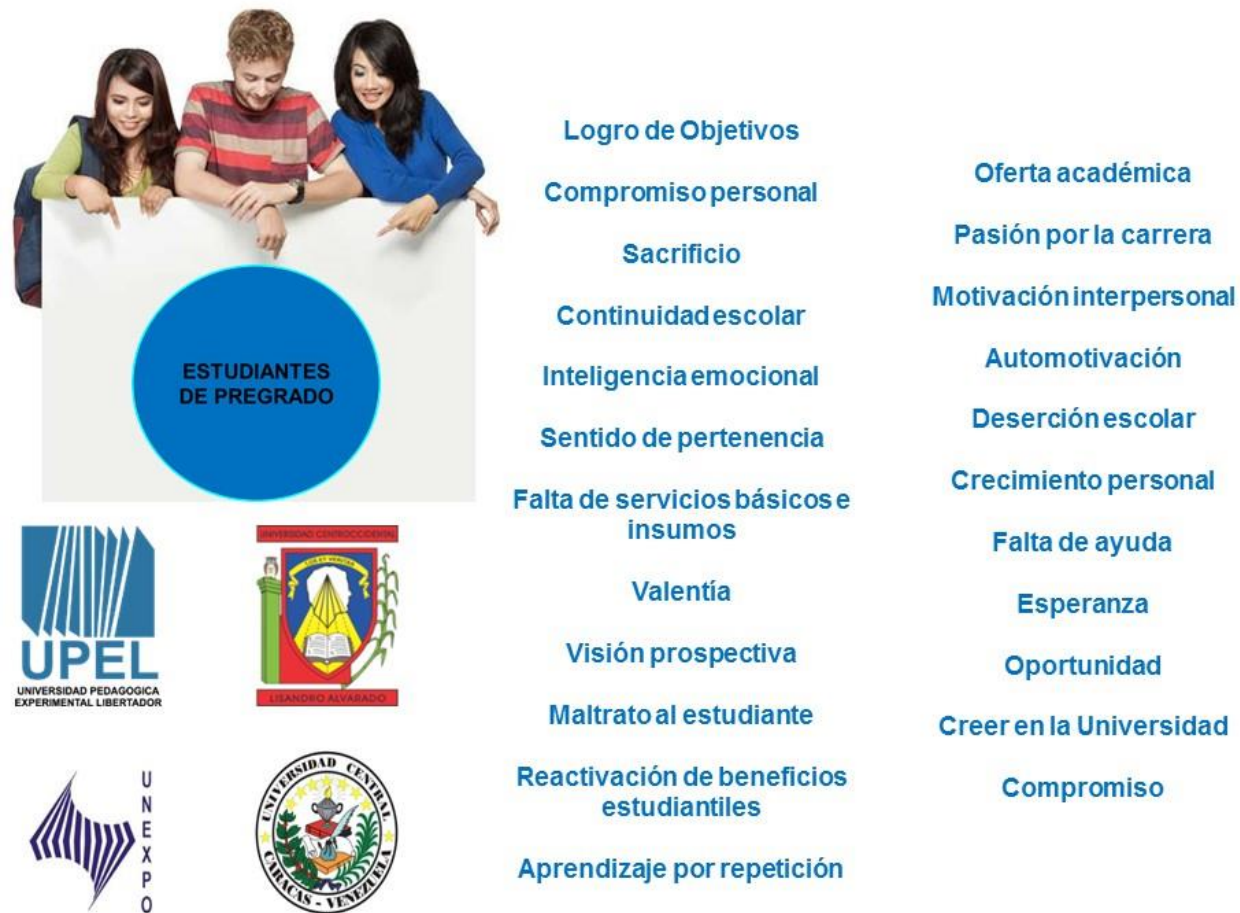 ESTUDIANTES
DE PREGRADO
UPEL
UNIVERSIDAD PEDAGOGICA
EXPERIMENTAL LIBERTADOR
UNIVERSIDAD CENTROCCIDENTAL
LISANDRO ALVARADO
UNEXPO
UNIVERSIDAD CENTRAL
CARACAS - VENEZUELA
Logro de Objetivos
Compromiso personal
Sacrificio
Continuidad escolar
Inteligencia emocional
Sentido de pertenencia
Falta de servicios básicos e
insumos
Valentía
Visión prospectiva
Maltrato al estudiante
Reactivación de beneficios
estudiantiles
Aprendizaje por repetición
Oferta académica
Pasión por la carrera
Motivación interpersonal
Automotivación
Deserción escolar
Crecimiento personal
Falta de ayuda
Esperanza
Oportunidad
Creer en la Universidad
Compromiso